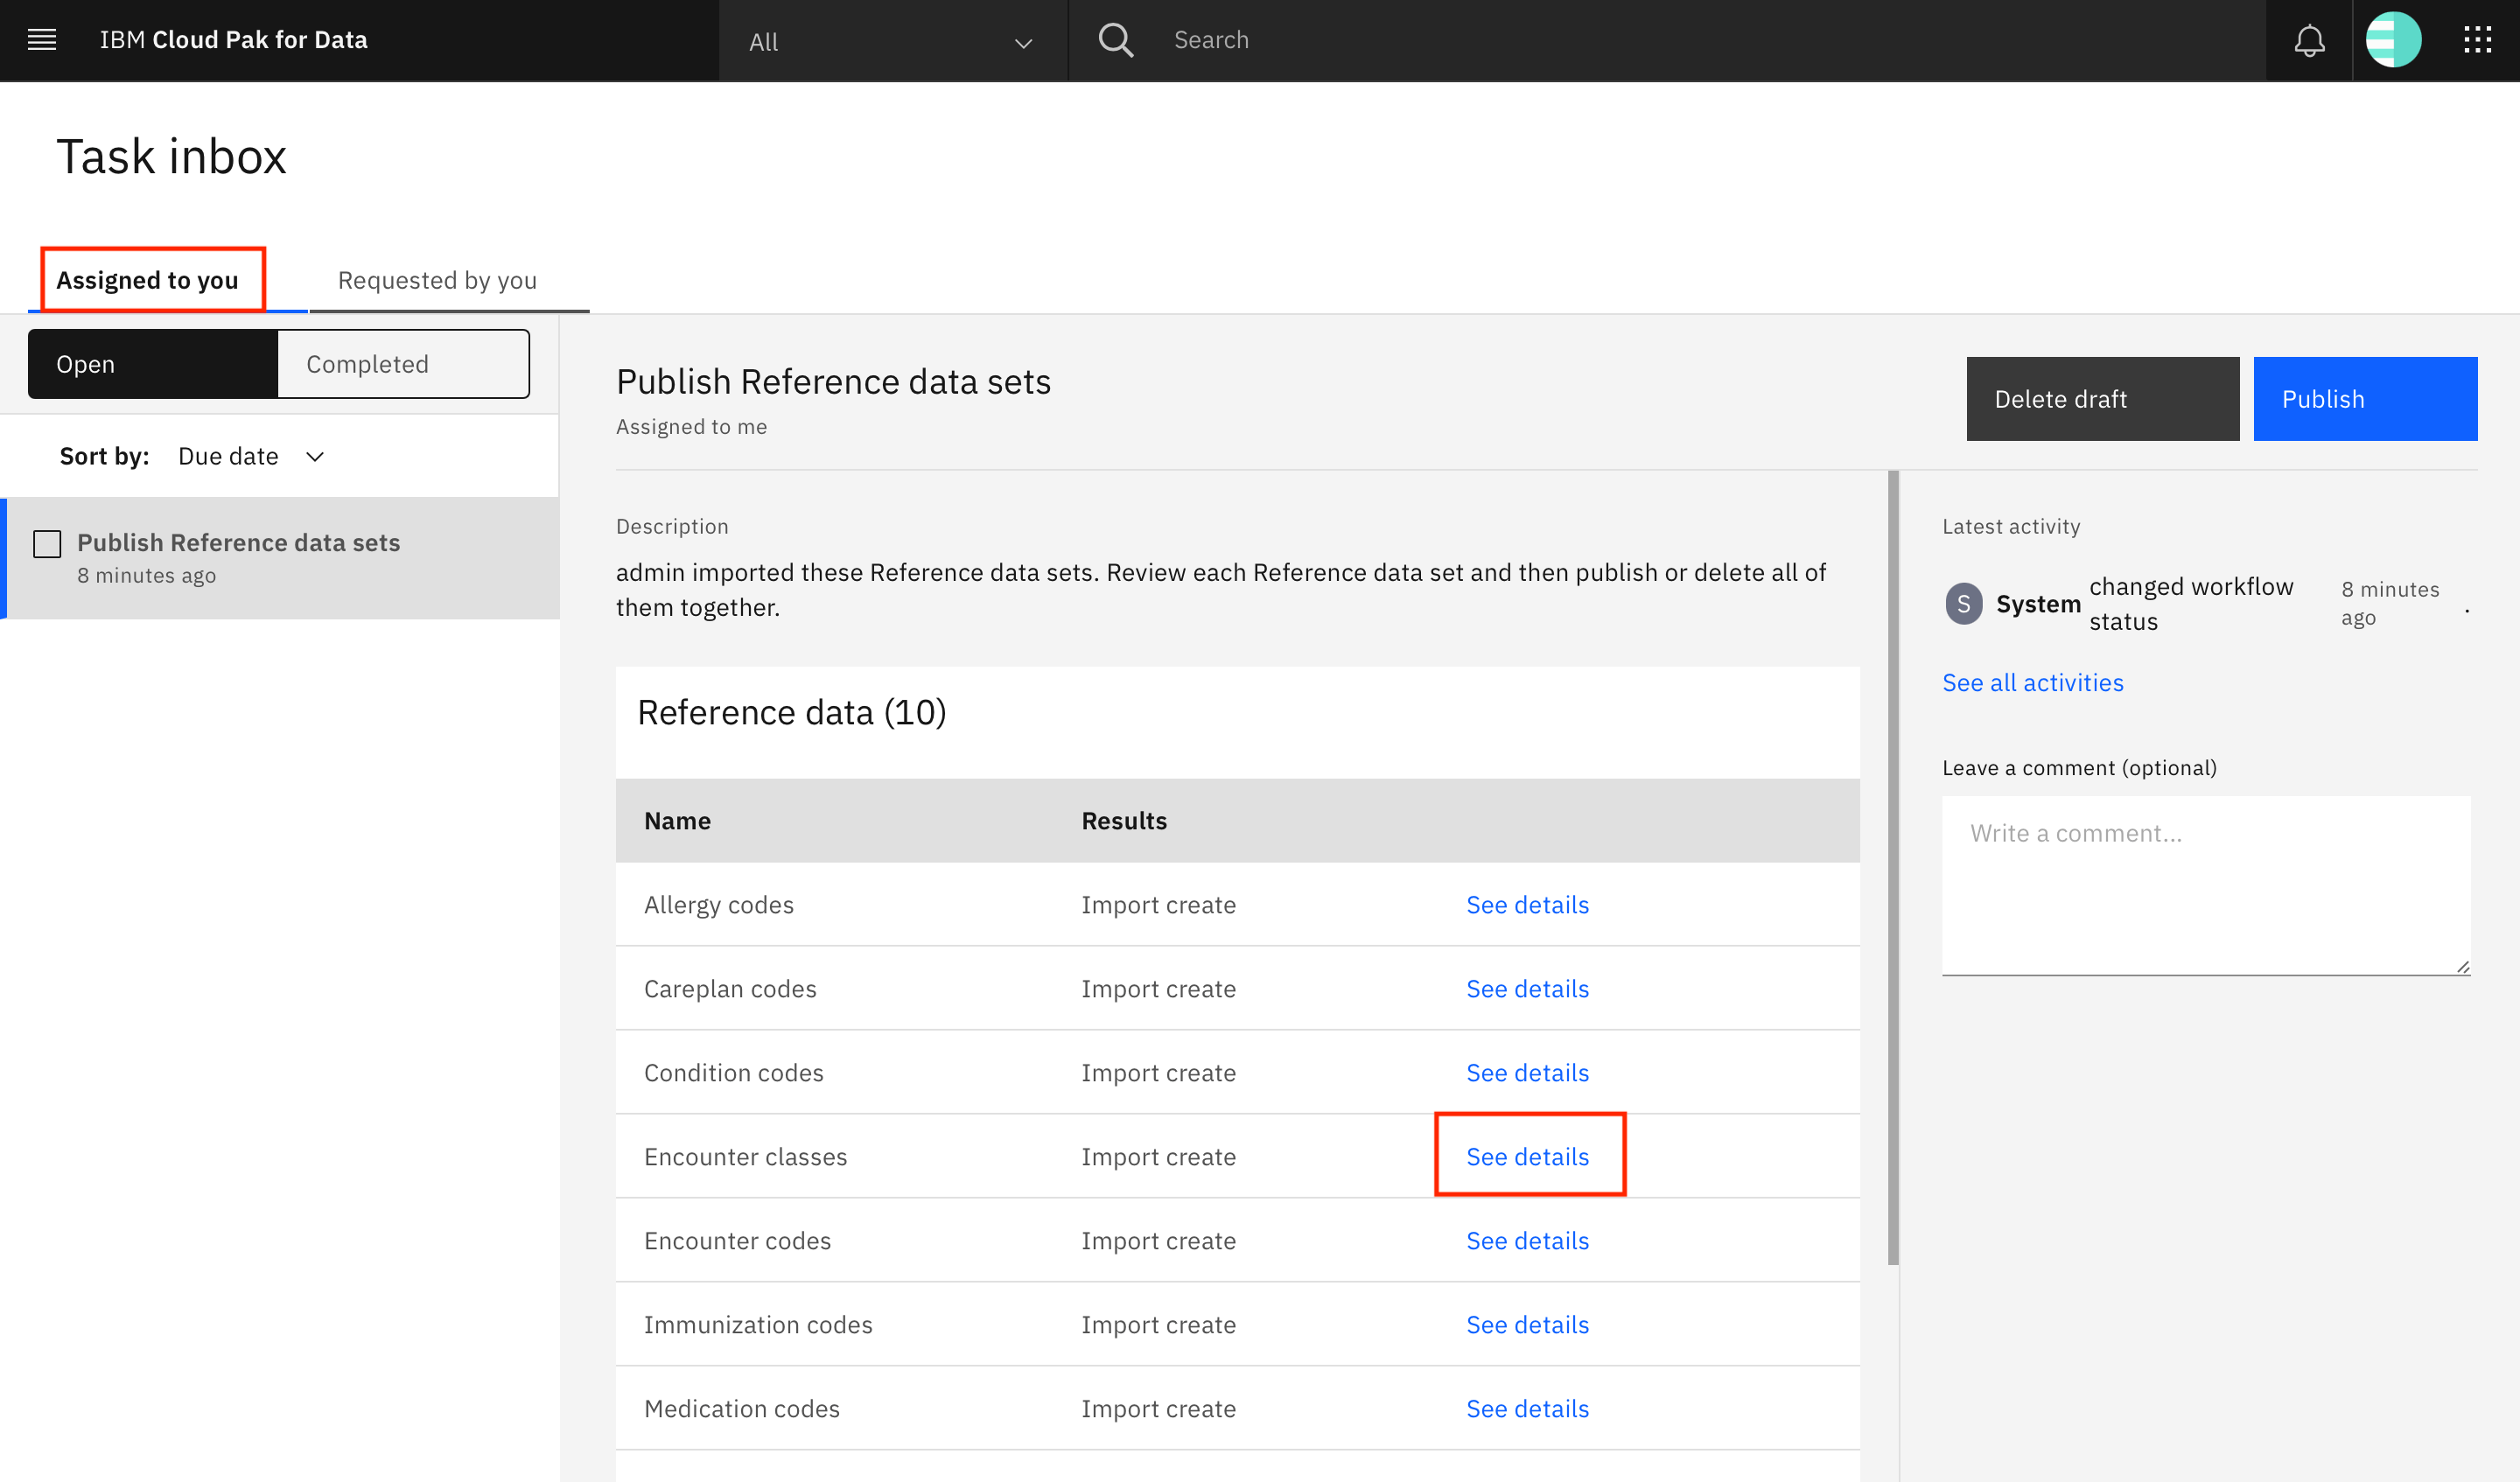 IBM Cloud Pak for Data
All
Search
Task inbox
Assigned to you
Requested by you
Open
Completed
Sort by: Due date
Publish Reference data sets
8 minutes ago
Publish Reference data sets
Assigned to me
Delete draft
Publish
Description
admin imported these Reference data sets. Review each Reference data set and then publish or delete all of
them together.
Reference data (10)
Name Results
Allergy codes Import create See details
Careplan codes Import create See details
Condition codes Import create See details
Encounter classes Import create See details
Encounter codes Import create See details
Immunization codes Import create See details
Medication codes Import create See details
Latest activity
S System changed workflow status 8 minutes ago .
See all activities
Leave a comment (optional)
Write a comment...